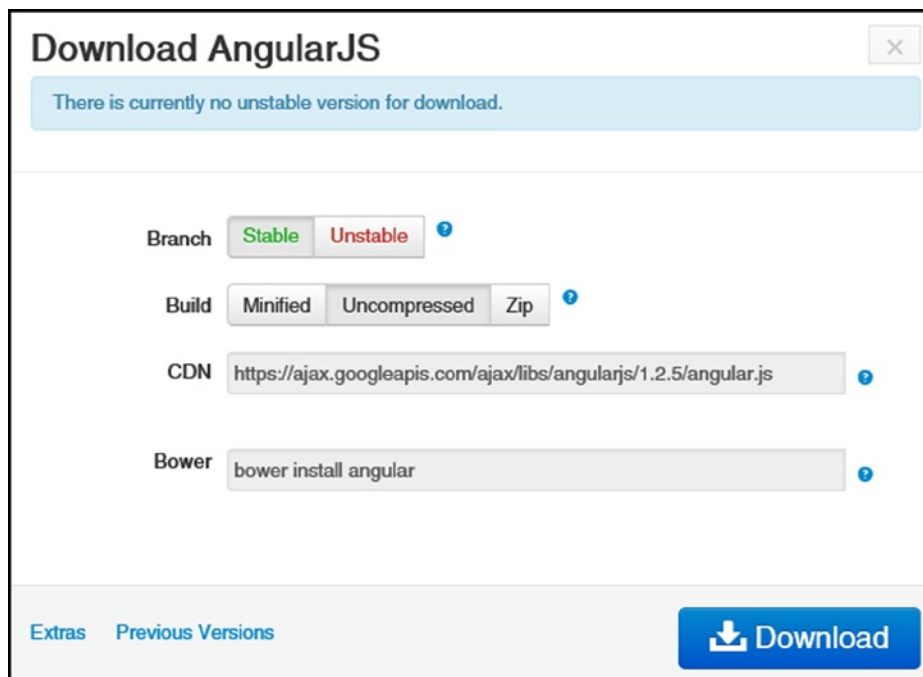 Download AngularJS
×
There is currently no unstable version for download.
Branch Stable Unstable ?
Build Minified Uncompressed Zip ?
CDN https://ajax.googleapis.com/ajax/libs/angularjs/1.2.5/angular.js ?
Bower bower install angular ?
Extras Previous Versions Download